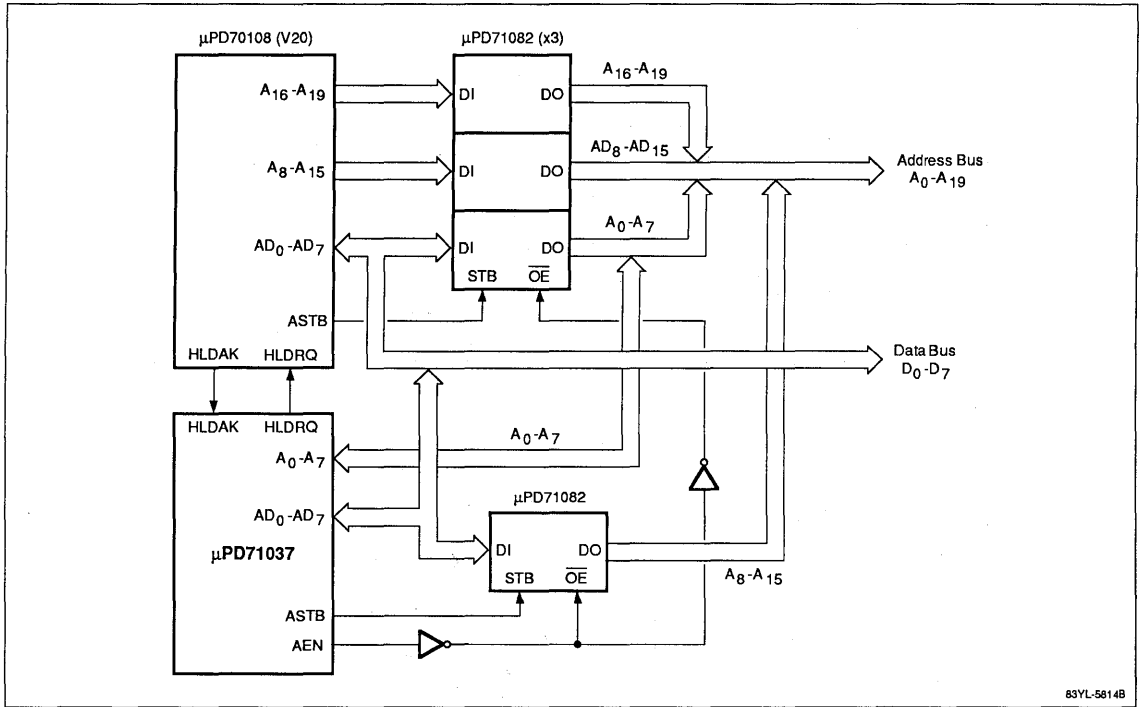 μPD70108 (V20)
μPD71082 (x3)
A16-A19
DI
DO
A16-A19
A8-A15
DI
DO
AD8-AD15
Address Bus
A0-A19
AD0-AD7
DI
DO
A0-A7
STB
OE
ASTB
HLDAK
HLDRQ
Data Bus
D0-D7
HLDAK
HLDRQ
A0-A7
A0-A7
AD0-AD7
μPD71037
μPD71082
DI
DO
STB
OE
A8-A15
ASTB
AEN
83YL-5814B